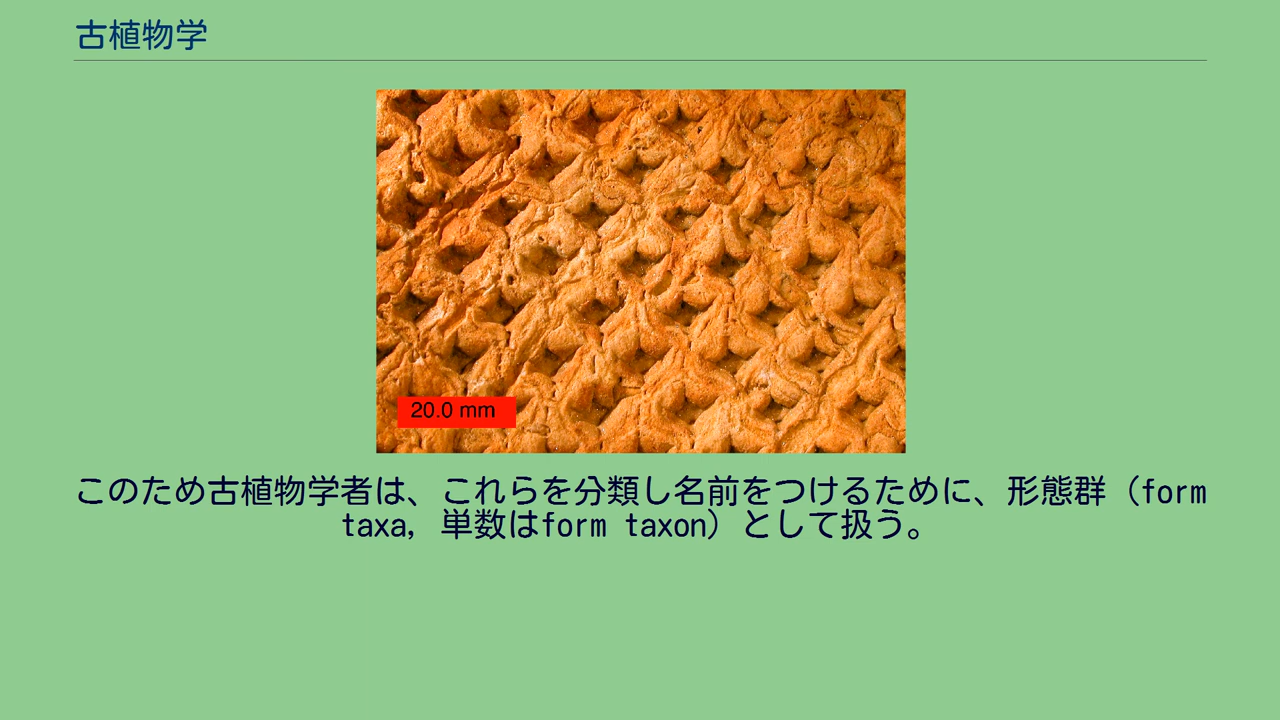 古植物学
20.0 mm
このため古植物学者は、これらを分類し名前をつけるために、形態群（form
taxa, 単数はform taxon）として扱う。